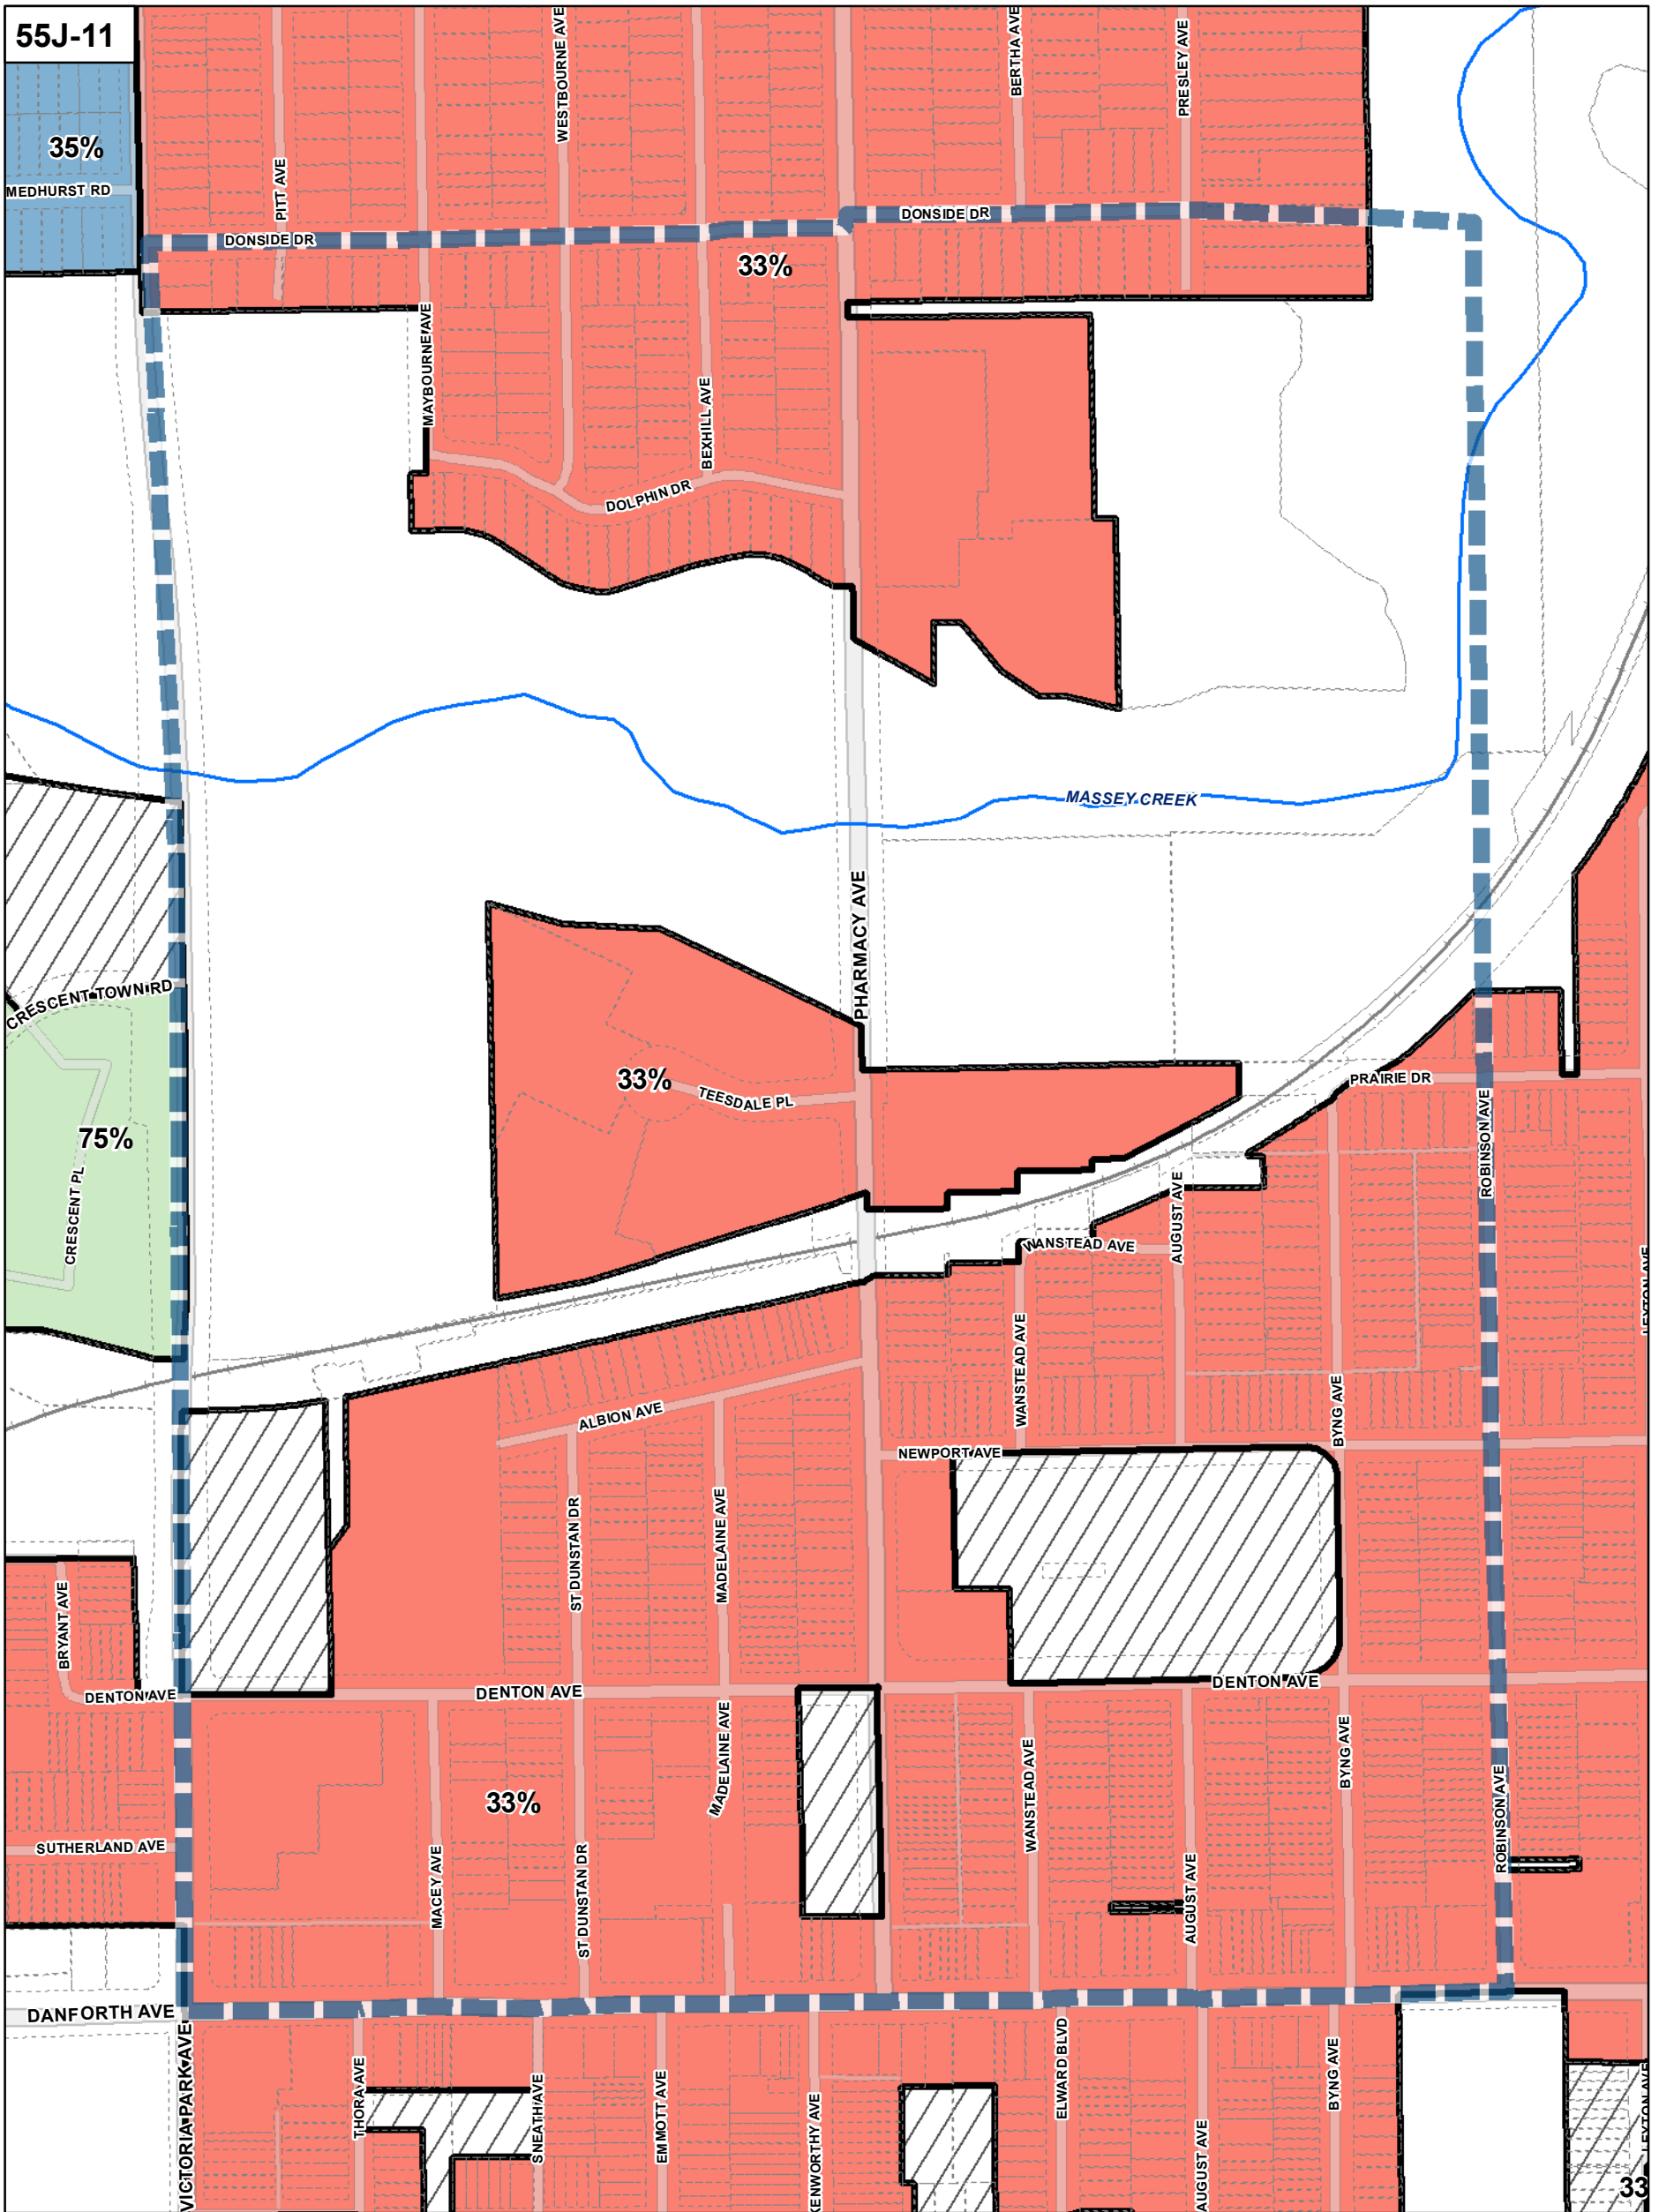 55J-11
WESTBOURNE AVE
BERTHA AVE
PRESLEY AVE
35%
MEDHURST RD
PITT AVE
DONSIDE DR
DONSIDE DR
33%
MAYBOURNE AVE
BEXHILL AVE
DOLPHIN DR
MASSEY CREEK
PHARMACY AVE
CRESCENT TOWN RD
33%
TEESDALE PL
PRAIRIE DR
ROBINSON AVE
75%
CRESCENT PL
AUGUST AVE
WANSTEAD AVE
LEYTON AVE
WANSTEAD AVE
BYNG AVE
ALBION AVE
NEWPORT AVE
ST DUNSTAN DR
MADELAINE AVE
BRYANT AVE
DENTON AVE
DENTON AVE
DENTON AVE
MADELAINE AVE
WANSTEAD AVE
BYNG AVE
ROBINSON AVE
33%
SUTHERLAND AVE
MACEY AVE
ST DUNSTAN DR
AUGUST AVE
DANFORTH AVE
VICTORIA PARK AVE
THORA AVE
SNEATH AVE
EMMOTT AVE
KENWORTHY AVE
ELWARD BLVD
AUGUST AVE
BYNG AVE
LEYTON AVE
33